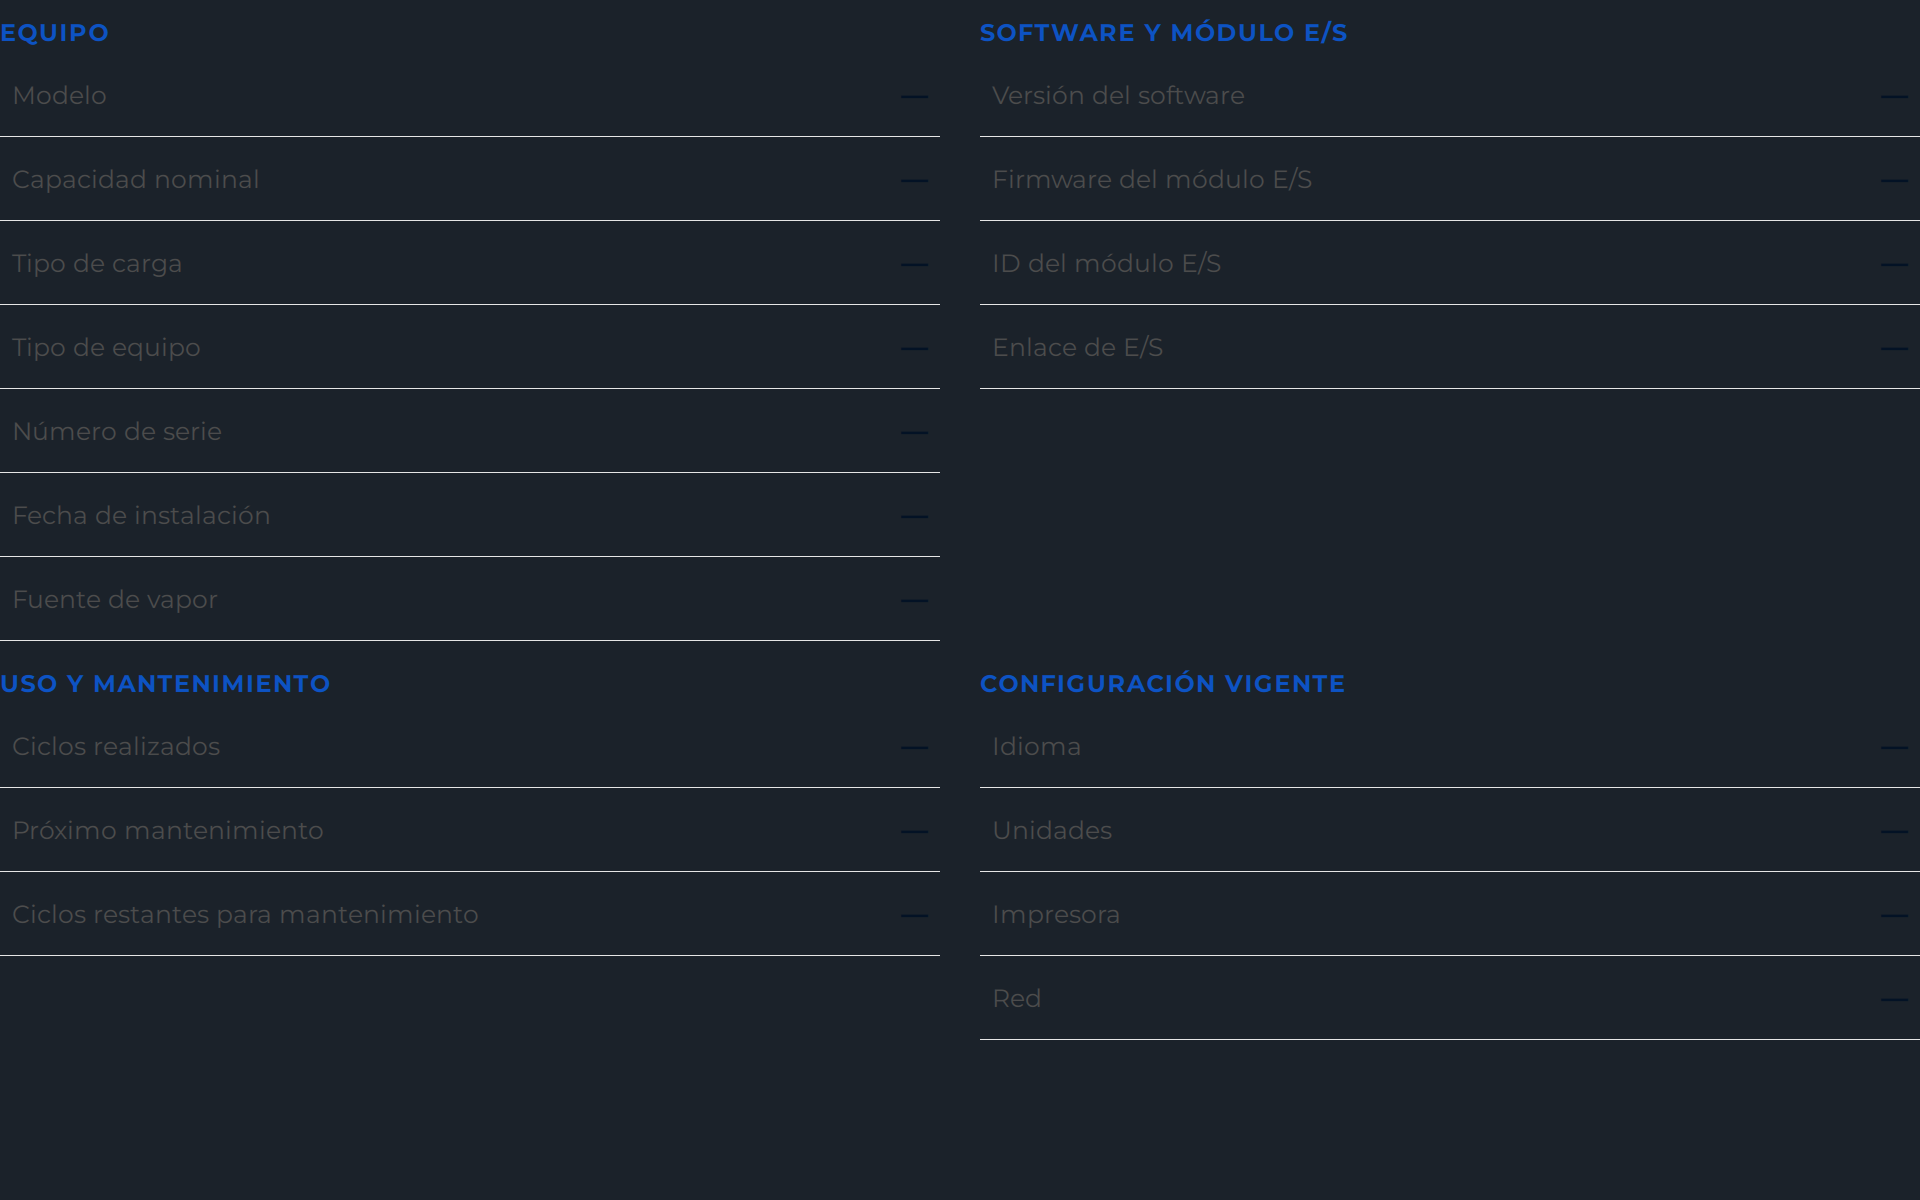 EQUIPO
Modelo —
Capacidad nominal —
Tipo de carga —
Tipo de equipo —
Número de serie —
Fecha de instalación —
Fuente de vapor —
SOFTWARE Y MÓDULO E/S
Versión del software —
Firmware del módulo E/S —
ID del módulo E/S —
Enlace de E/S —
USO Y MANTENIMIENTO
Ciclos realizados —
Próximo mantenimiento —
Ciclos restantes para mantenimiento —
CONFIGURACIÓN VIGENTE
Idioma —
Unidades —
Impresora —
Red —